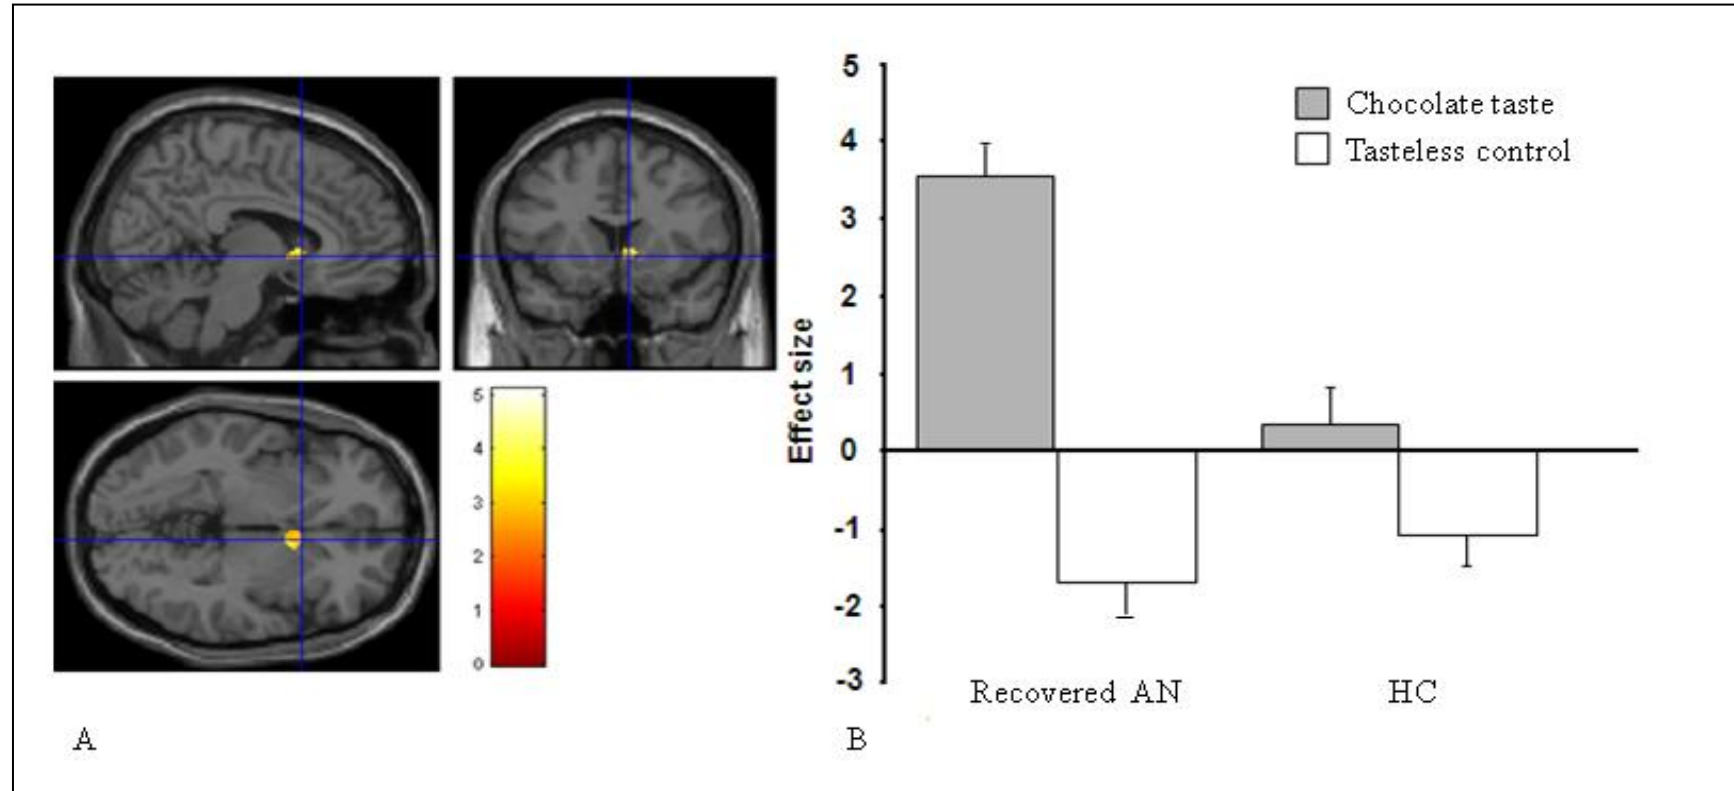 5
4
3
2
1
0
A
Effect size
5
4
3
2
1
0
-1
-2
-3
Chocolate taste
Tasteless control
Recovered AN
HC
B